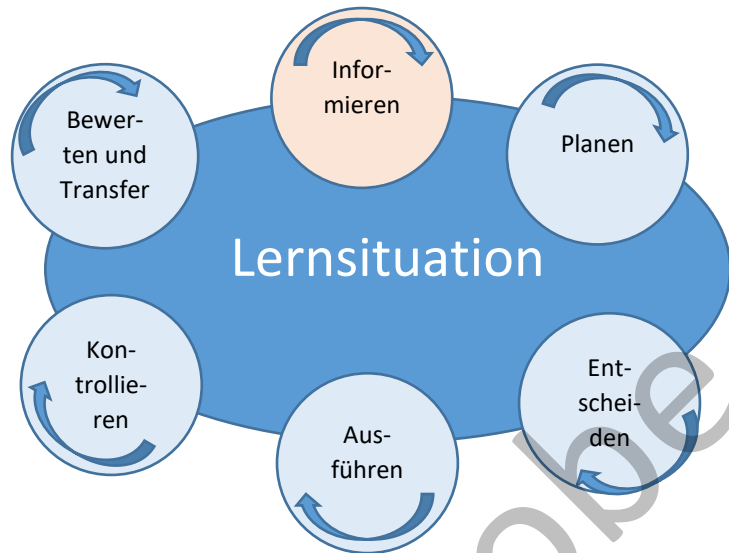 Infor-
mieren
Planen
Ent-
schei-
den
Aus-
führen
Kon-
trollie-
ren
Bewer-
ten und
Transfer
Lernsituation